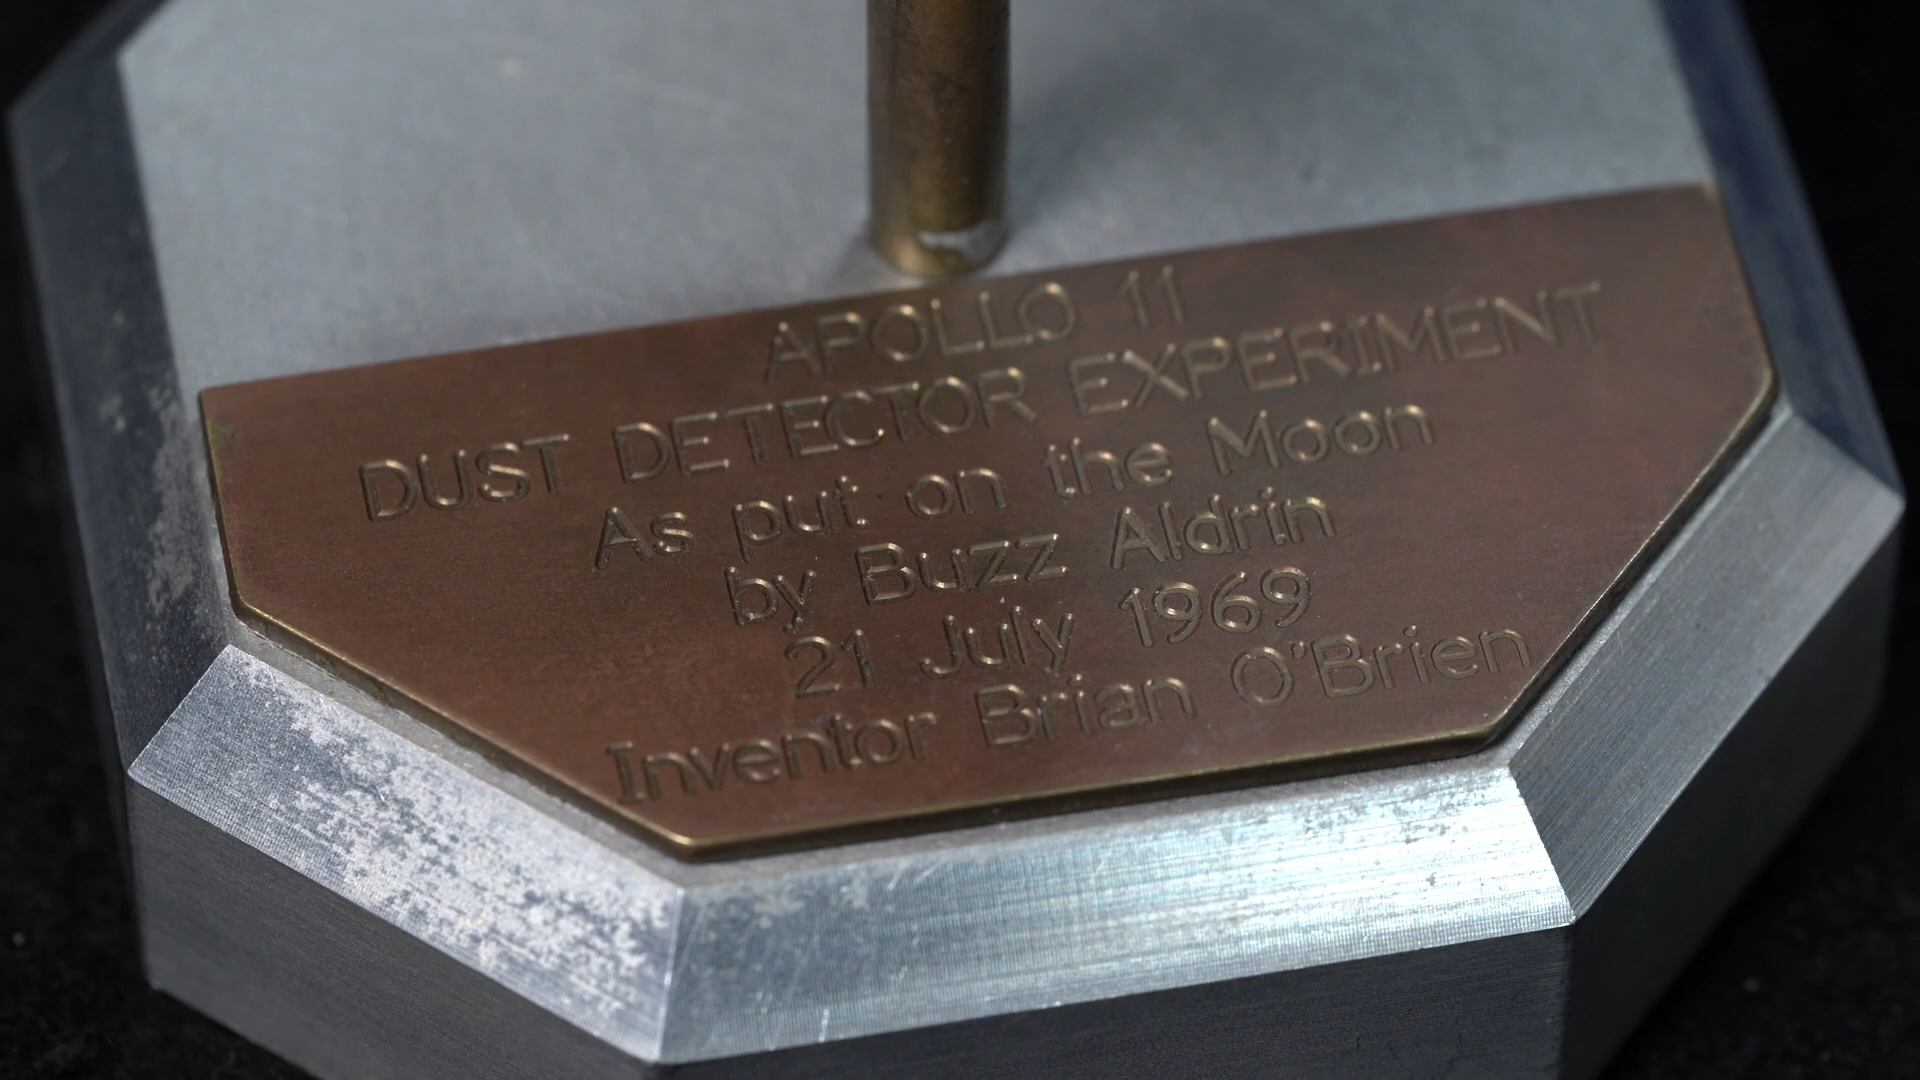 APOLLO 11
DUST DETECTOR EXPERIMENT
As put on the Moon
by Buzz Aldrin
21 July 1969
Inventor Brian O'Brien